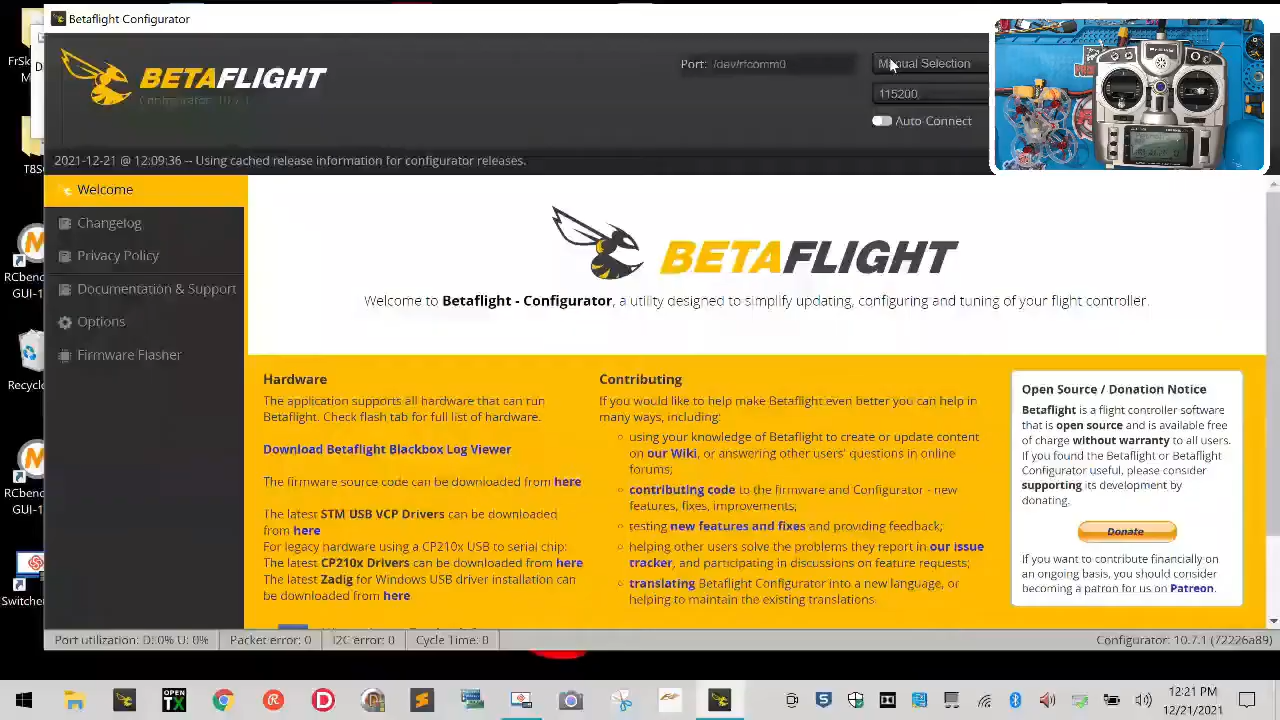 Betaflight Configurator
BETAFLIGHT
Configurator: 10.7.1
Port: /dev/rfcomm0
Manual Selection
115200
Auto Connect
2021-12-21 @ 12:09:36 -- Using cached release information for configurator releases.
Welcome
Changelog
Privacy Policy
Documentation & Support
Options
Firmware Flasher
BETAFLIGHT
Welcome to Betaflight - Configurator, a utility designed to simplify updating, configuring and tuning of your flight controller.
Hardware
The application supports all hardware that can run
Betaflight. Check flash tab for full list of hardware.
Download Betaflight Blackbox Log Viewer
The firmware source code can be downloaded from here
The latest STM USB VCP Drivers can be downloaded
from here
For legacy hardware using a CP210x USB to serial chip:
The latest CP210x Drivers can be downloaded from here
The latest Zadig for Windows USB driver installation can
be downloaded from here
Contributing
If you would like to help make Betaflight even better you can help in
many ways, including:
using your knowledge of Betaflight to create or update content
on our Wiki, or answering other users' questions in online
forums;
contributing code to the firmware and Configurator - new
features, fixes, improvements;
testing new features and fixes and providing feedback;
helping other users solve the problems they report in our issue
tracker, and participating in discussions on feature requests;
translating Betaflight Configurator into a new language, or
helping to maintain the existing translations.
Open Source / Donation Notice
Betaflight is a flight controller software
that is open source and is available free
of charge without warranty to all users.
If you found the Betaflight or Betaflight
Configurator useful, please consider
supporting its development by
donating.
Donate
If you want to contribute financially on
an ongoing basis, you should consider
becoming a patron for us on Patreon.
Port utilization: D: 0% U: 0%
Packet error: 0
I2C error: 0
Cycle Time: 0
Configurator: 10.7.1 (72226a89)
FrSk
D
T8S
RCben
GUI-1
Recycle
RCben
GUI-1
Switche
OPEN
TX
12:21 PM
12/21/2021